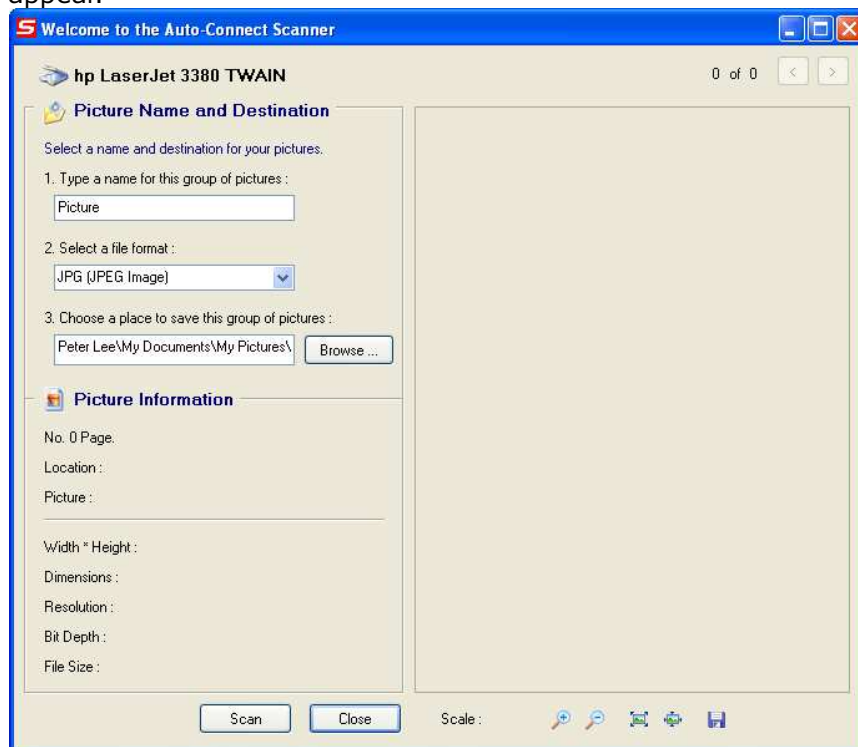 appear.
Welcome to the Auto-Connect Scanner
hp LaserJet 3380 TWAIN
0 of 0
Picture Name and Destination
Select a name and destination for your pictures.
1. Type a name for this group of pictures :
Picture
2. Select a file format :
JPG (JPEG Image)
3. Choose a place to save this group of pictures :
Peter Lee\My Documents\My Pictures\
Browse ...
Picture Information
No. 0 Page.
Location :
Picture :
Width * Height :
Dimensions :
Resolution :
Bit Depth :
File Size :
Scan
Close
Scale :